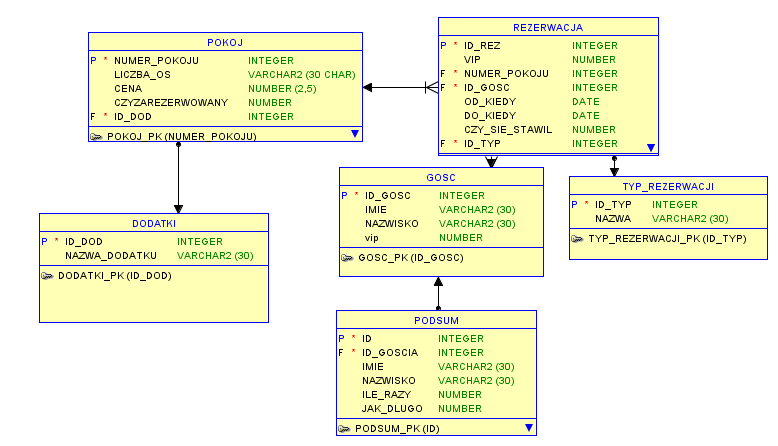 POKOJ
P * NUMER_POKOJU INTEGER
LICZBA_OS VARCHAR2 (30 CHAR)
CENA NUMBER (2,5)
CZYZAREZERWOWANY NUMBER
F * ID_DOD INTEGER
POKOJ_PK (NUMER_POKOJU)
REZERWACJA
P * ID_REZ INTEGER
VIP NUMBER
F * NUMER_POKOJU INTEGER
F * ID_GOSC INTEGER
OD_KIEDY DATE
DO_KIEDY DATE
CZY_SIE_STAWIL NUMBER
F * ID_TYP INTEGER
GOSC
P * ID_GOSC INTEGER
IMIE VARCHAR2 (30)
NAZWISKO VARCHAR2 (30)
vip NUMBER
GOSC_PK (ID_GOSC)
TYP_REZERWACJI
P * ID_TYP INTEGER
NAZWA VARCHAR2 (30)
TYP_REZERWACJI_PK (ID_TYP)
DODATKI
P * ID_DOD INTEGER
NAZWA_DODATKU VARCHAR2 (30)
DODATKI_PK (ID_DOD)
PODSUM
P * ID INTEGER
F * ID_GOSCIA INTEGER
IMIE VARCHAR2 (30)
NAZWISKO VARCHAR2 (30)
ILE_RAZY NUMBER
JAK_DLUGO NUMBER
PODSUM_PK (ID)